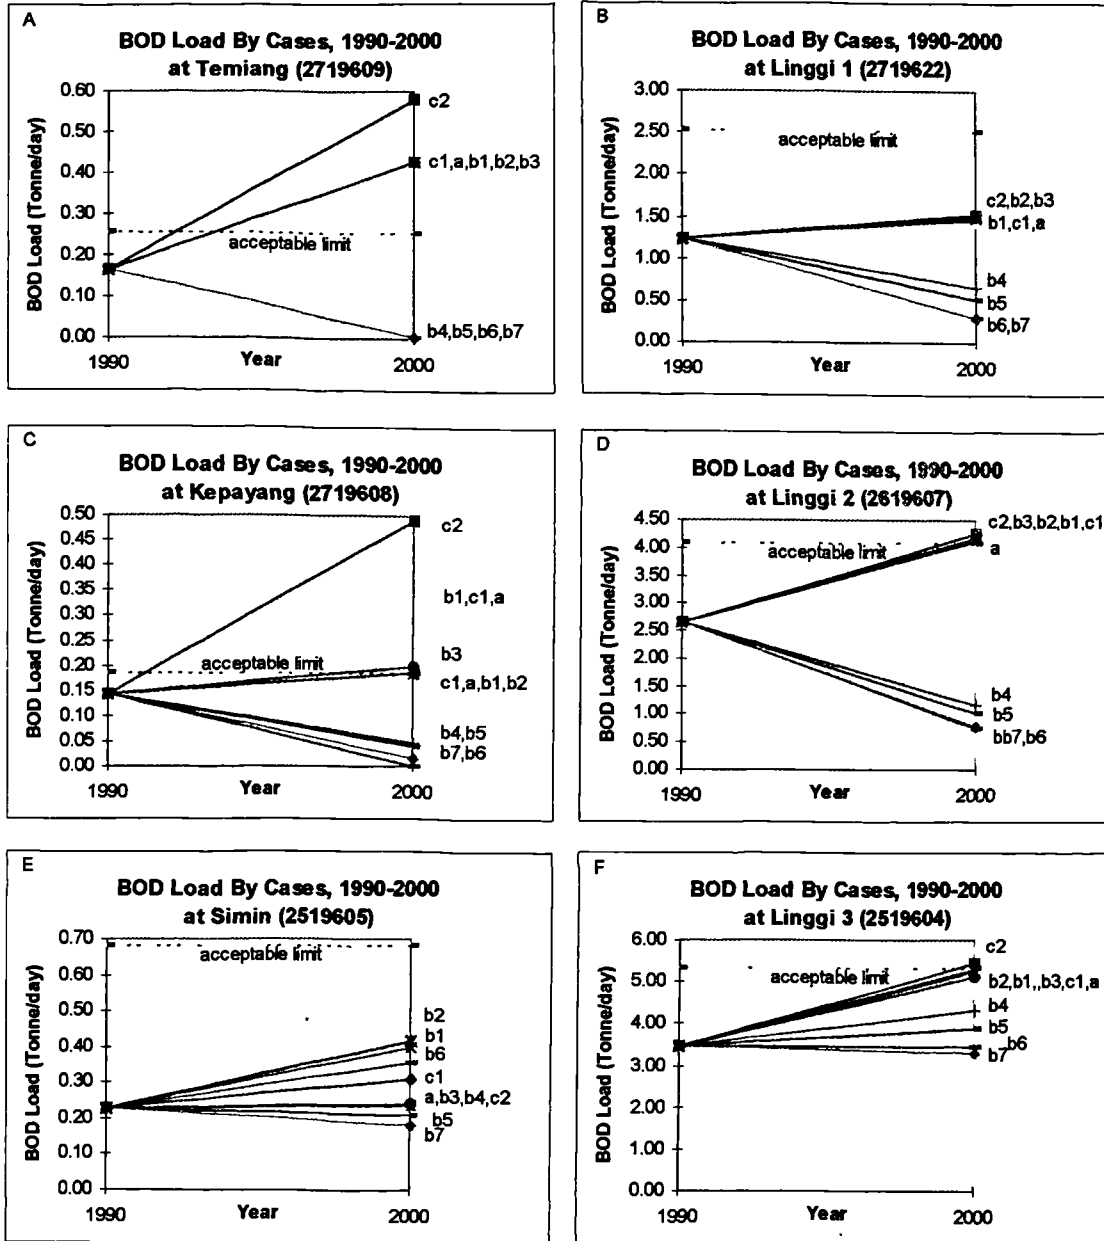 A
BOD Load By Cases, 1990-2000
at Temiang (2719609)
BOD Load (Tonne/day)
0.60
0.50
0.40
0.30
0.20
0.10
0.00
c2
c1,a,b1,b2,b3
acceptable limit
b4,b5,b6,b7
1990
Year
2000
B
BOD Load By Cases, 1990-2000
at Linggi 1 (2719622)
BOD Load (Tonne/day)
3.00
2.50
2.00
1.50
1.00
0.50
0.00
acceptable limit
c2,b2,b3
b1,c1,a
b4
b5
b6,b7
1990
Year
2000
C
BOD Load By Cases, 1990-2000
at Kepayang (2719608)
BOD Load (Tonne/day)
0.50
0.45
0.40
0.35
0.30
0.25
0.20
0.15
0.10
0.05
0.00
c2
b1,c1,a
b3
acceptable limit
c1,a,b1,b2
b4,b5
b7,b6
1990
Year
2000
D
BOD Load By Cases, 1990-2000
at Linggi 2 (2619607)
BOD Load (Tonne/day)
4.50
4.00
3.50
3.00
2.50
2.00
1.50
1.00
0.50
0.00
c2,b3,b2,b1,c1
a
acceptable limit
b4
b5
bb7,b6
1990
Year
2000
E
BOD Load By Cases, 1990-2000
at Simin (2519605)
BOD Load (Tonne/day)
0.70
0.60
0.50
0.40
0.30
0.20
0.10
0.00
acceptable limit
b2
b1
b6
c1
a,b3,b4,c2
b5
b7
1990
Year
2000
F
BOD Load By Cases, 1990-2000
at Linggi 3 (2519604)
BOD Load (Tonne/day)
6.00
5.00
4.00
3.00
2.00
1.00
0.00
c2
acceptable limit
b2,b1,,b3,c1,a
b4
b5
b6
b7
1990
Year
2000